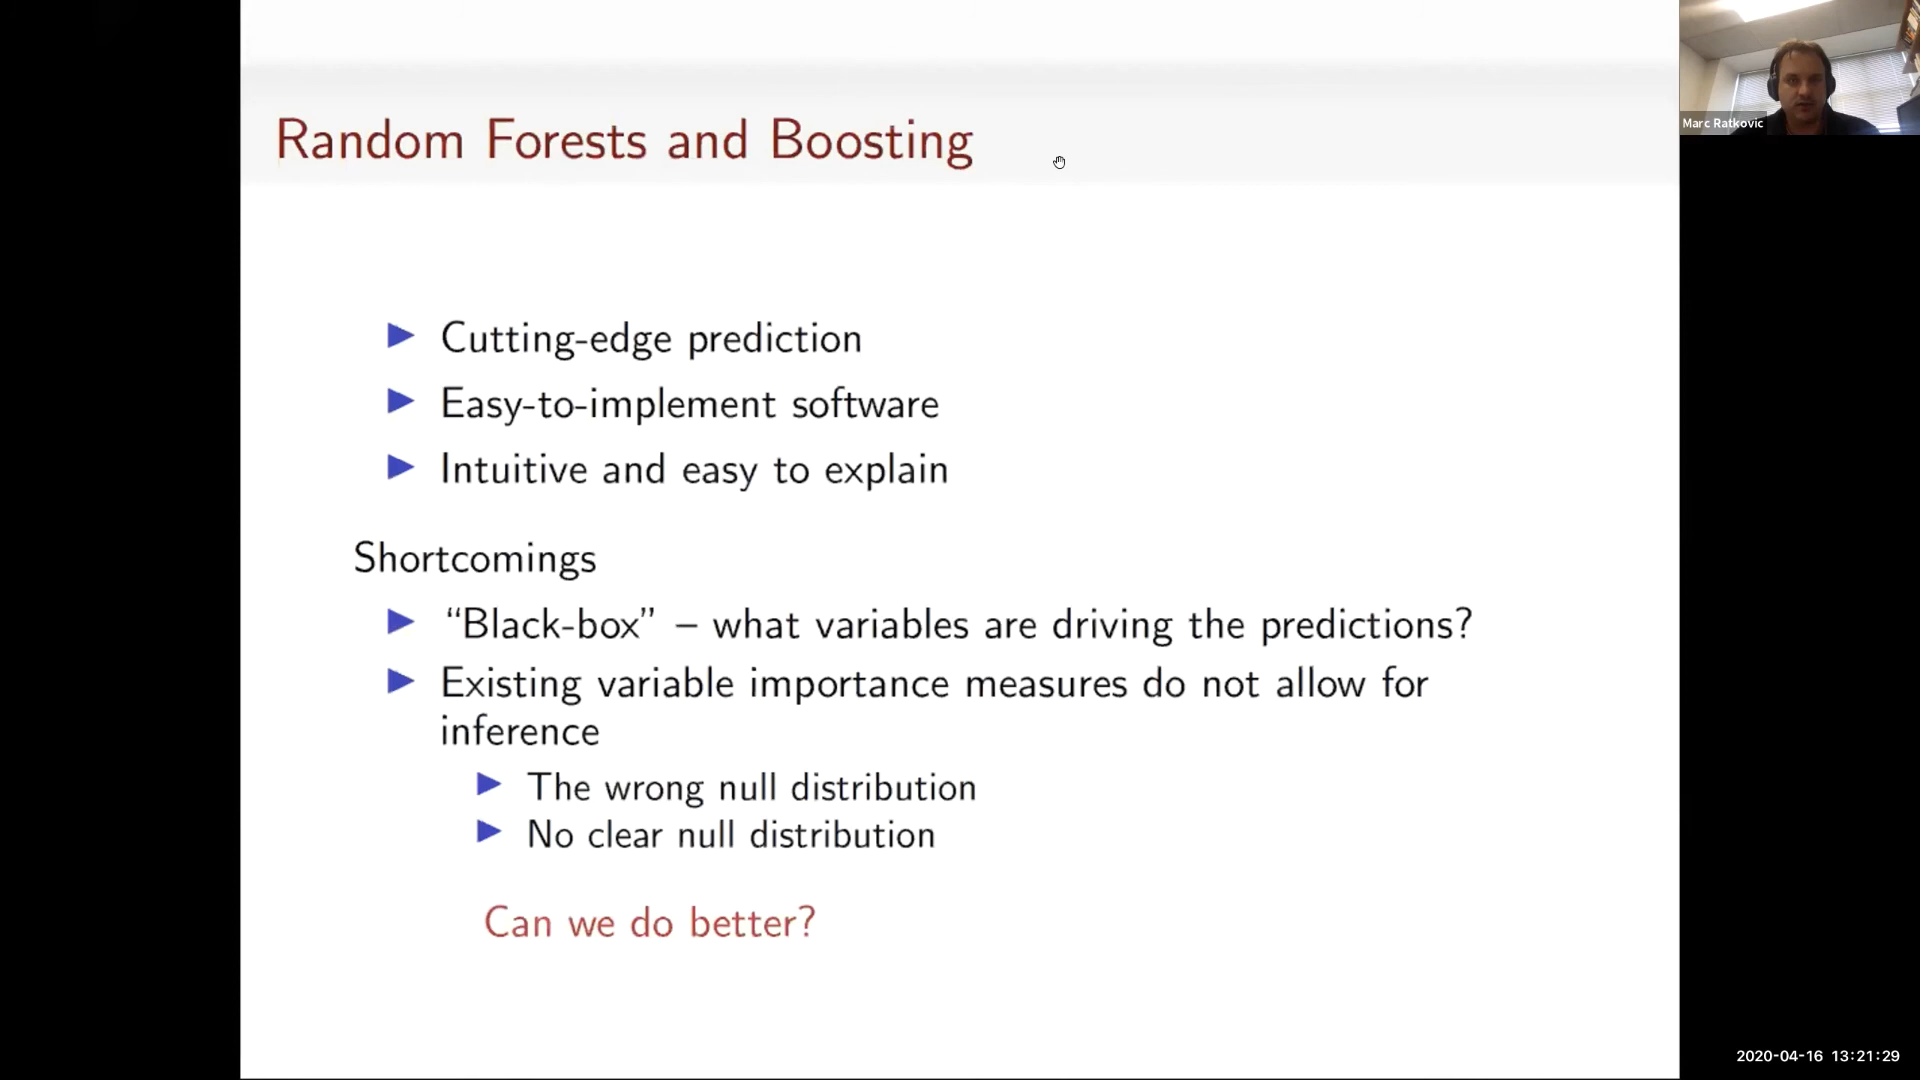 Random Forests and Boosting
Marc Ratkovic
Cutting-edge prediction
Easy-to-implement software
Intuitive and easy to explain
Shortcomings
“Black-box” – what variables are driving the predictions?
Existing variable importance measures do not allow for
inference
The wrong null distribution
No clear null distribution
Can we do better?
2020-04-16 13:21:29